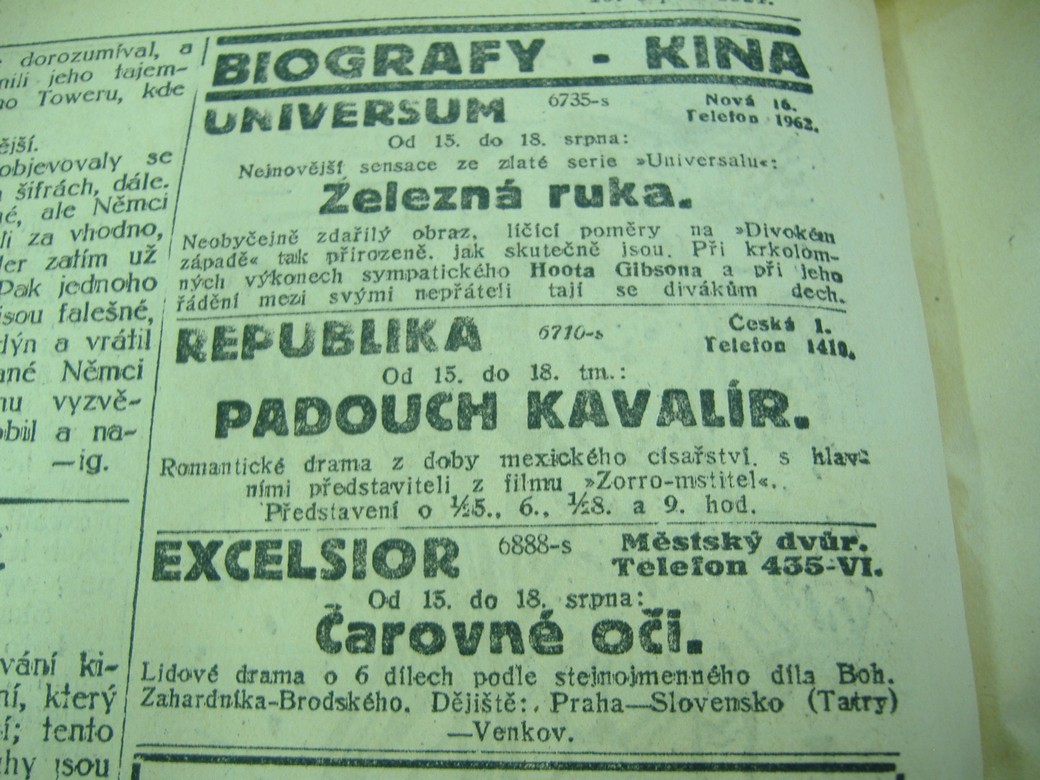 dorozumíval, a
nili jeho tajem-
no Toweru, kde
ější.
objevovaly se
šifrách, dále.
né, ale Němci
li za vhodno,
ler zatím už
Pak jednoho
jsou falešné,
dýn a vrátil
ané Němci
mu vyzvě-
obil a na-
—ig.
vání ki-
ní, který
í; tento
hy jsou
BIOGRAFY - KINA
UNIVERSUM 6735-s Nová 16.
Telefon 1962.
Od 15. do 18. srpna:
Nejnovější sensace ze zlaté serie »Universalu«:
Železná ruka.
Neobyčejně zdařilý obraz, líčící poměry na »Divokém
západě« tak přirozeně, jak skutečně jsou. Při krkolom-
ných výkonech sympatického Hoota Gibsona a při jeho
řádění mezi svými nepřáteli tají se divákům dech.
REPUBLIKA 6710-s Česká 1.
Telefon 1410.
Od 15. do 18. tm.:
PADOUCH KAVALÍR.
Romantické drama z doby mexického císařství, s hlav-
ními představiteli z filmu »Zorro-mstitel«.
Představení o ½5., 6., ½8. a 9. hod.
EXCELSIOR 6888-s Městský dvůr.
Telefon 435-VI.
Od 15. do 18. srpna:
Čarovné oči.
Lidové drama o 6 dílech podle stejnojmenného díla Boh.
Zahardníka-Brodského. Dějiště: Praha—Slovensko (Tatry)
—Venkov.